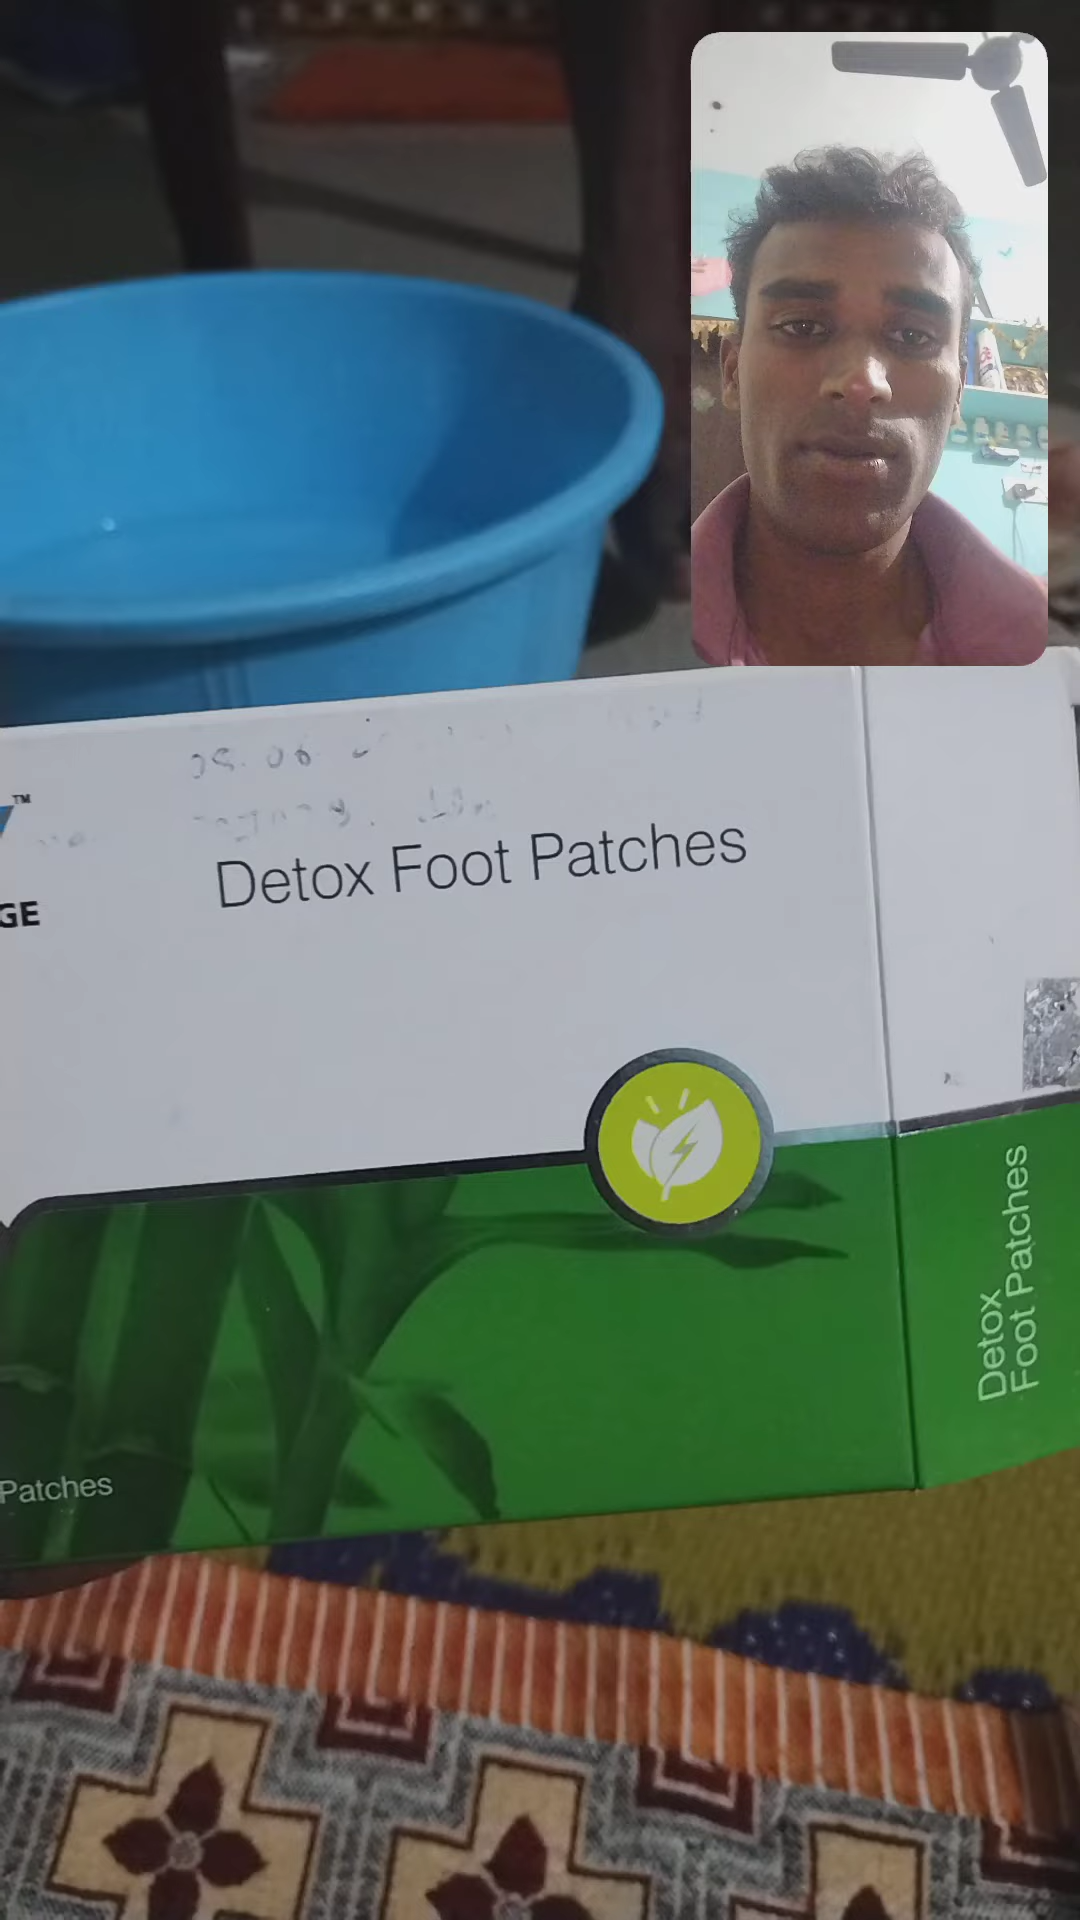 TM
GE
Detox Foot Patches
Patches
Detox
Foot Patches